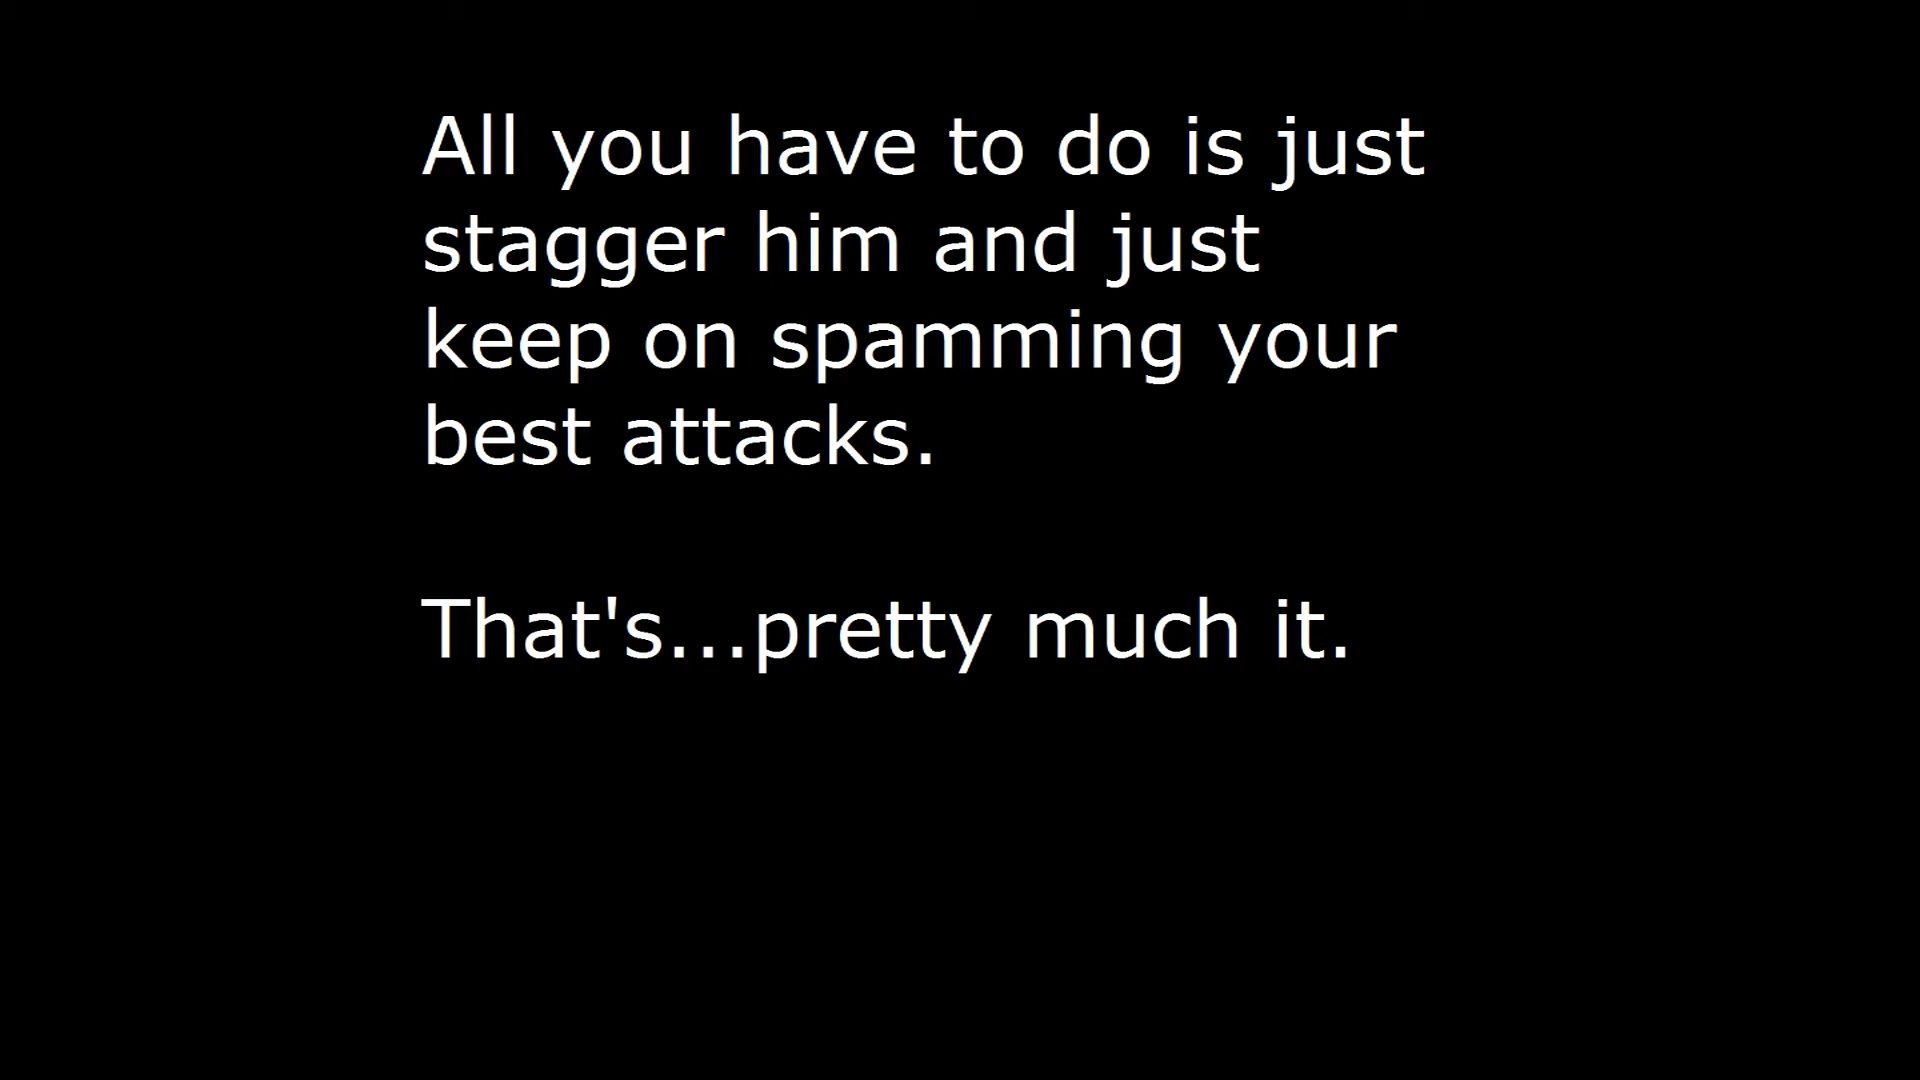 All you have to do is just
stagger him and just
keep on spamming your
best attacks.
That's...pretty much it.